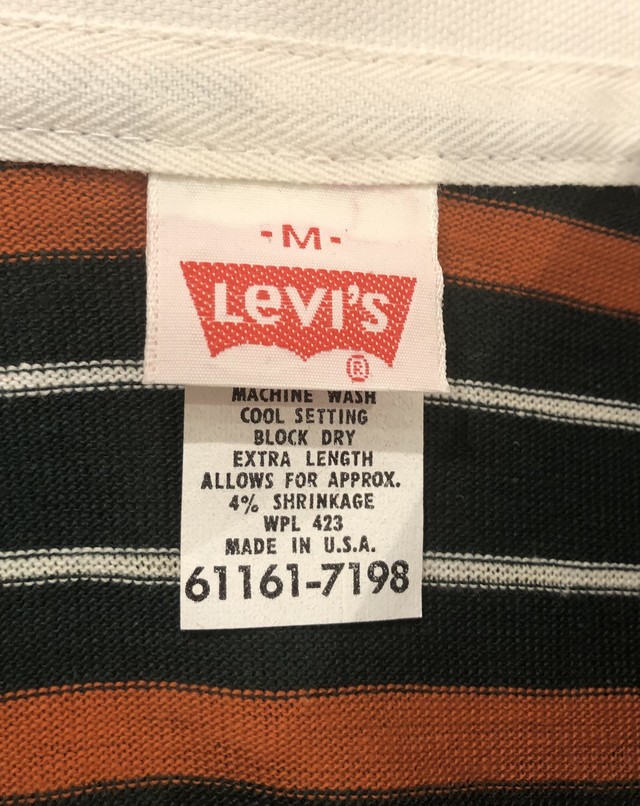 -M-
Levi's
®
MACHINE WASH
COOL SETTING
BLOCK DRY
EXTRA LENGTH
ALLOWS FOR APPROX.
4% SHRINKAGE
WPL 423
MADE IN U.S.A.
61161-7198